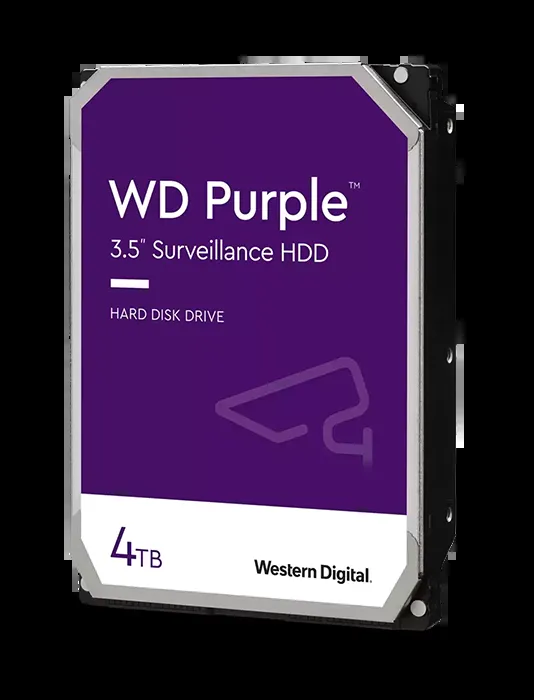 WD Purple™
3.5" Surveillance HDD
HARD DISK DRIVE
4TB
Western Digital.